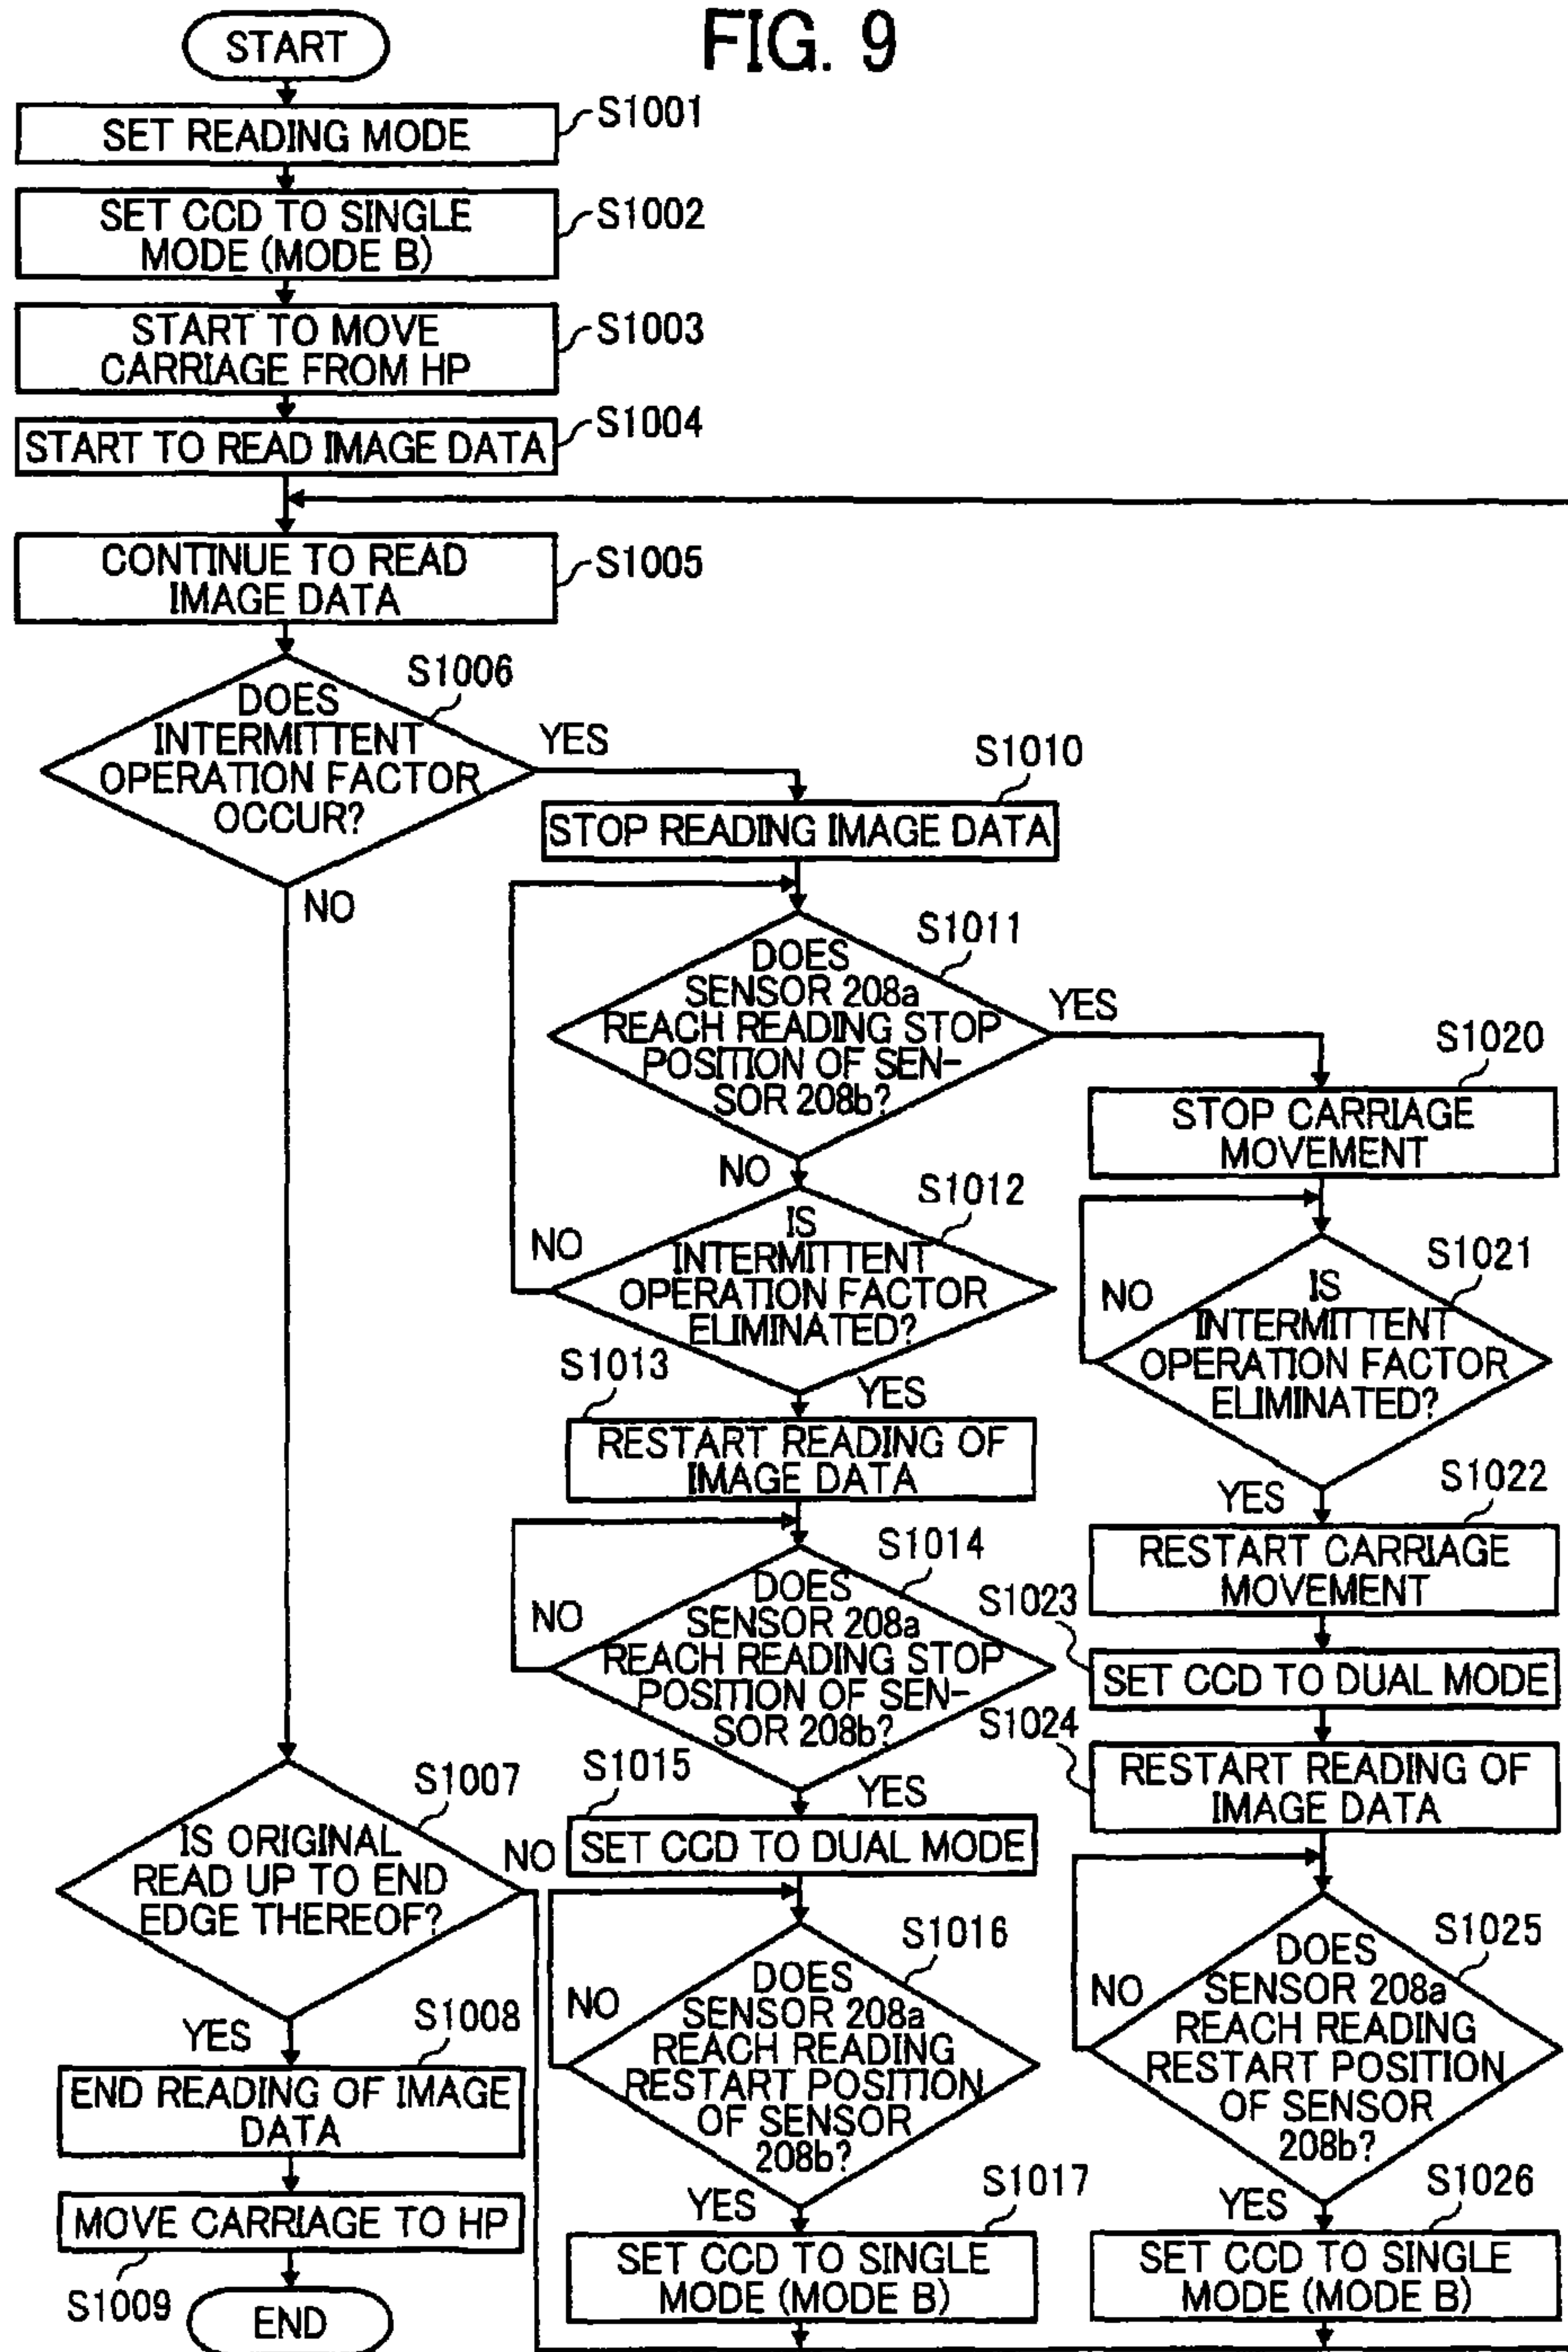 FIG. 9
START
SET READING MODE
S1001
SET CCD TO SINGLE
MODE (MODE B)
S1002
START TO MOVE
CARRIAGE FROM HP
S1003
START TO READ IMAGE DATA
S1004
CONTINUE TO READ
IMAGE DATA
S1005
S1006
DOES
INTERMITTENT
OPERATION FACTOR
OCCUR?
YES
NO
S1007
IS ORIGINAL
READ UP TO END
EDGE THEREOF?
NO
YES
S1008
END READING OF IMAGE
DATA
MOVE CARRIAGE TO HP
S1009
END
S1010
STOP READING IMAGE DATA
S1011
DOES
SENSOR 208a
REACH READING STOP
POSITION OF SEN-
SOR 208b?
YES
NO
S1012
IS
INTERMITTENT
OPERATION FACTOR
ELIMINATED?
NO
YES
S1013
RESTART READING OF
IMAGE DATA
S1014
DOES
SENSOR 208a
REACH READING STOP
POSITION OF SEN-
SOR 208b?
NO
YES
S1015
SET CCD TO DUAL MODE
S1016
DOES
SENSOR 208a
REACH READING
RESTART POSITION
OF SENSOR
208b?
NO
YES
S1017
SET CCD TO SINGLE
MODE (MODE B)
S1020
STOP CARRIAGE
MOVEMENT
S1021
IS
INTERMITTENT
OPERATION FACTOR
ELIMINATED?
NO
YES
S1022
RESTART CARRIAGE
MOVEMENT
S1023
SET CCD TO DUAL MODE
S1024
RESTART READING OF
IMAGE DATA
S1025
DOES
SENSOR 208a
REACH READING
RESTART POSITION
OF SENSOR
208b?
NO
YES
S1026
SET CCD TO SINGLE
MODE (MODE B)